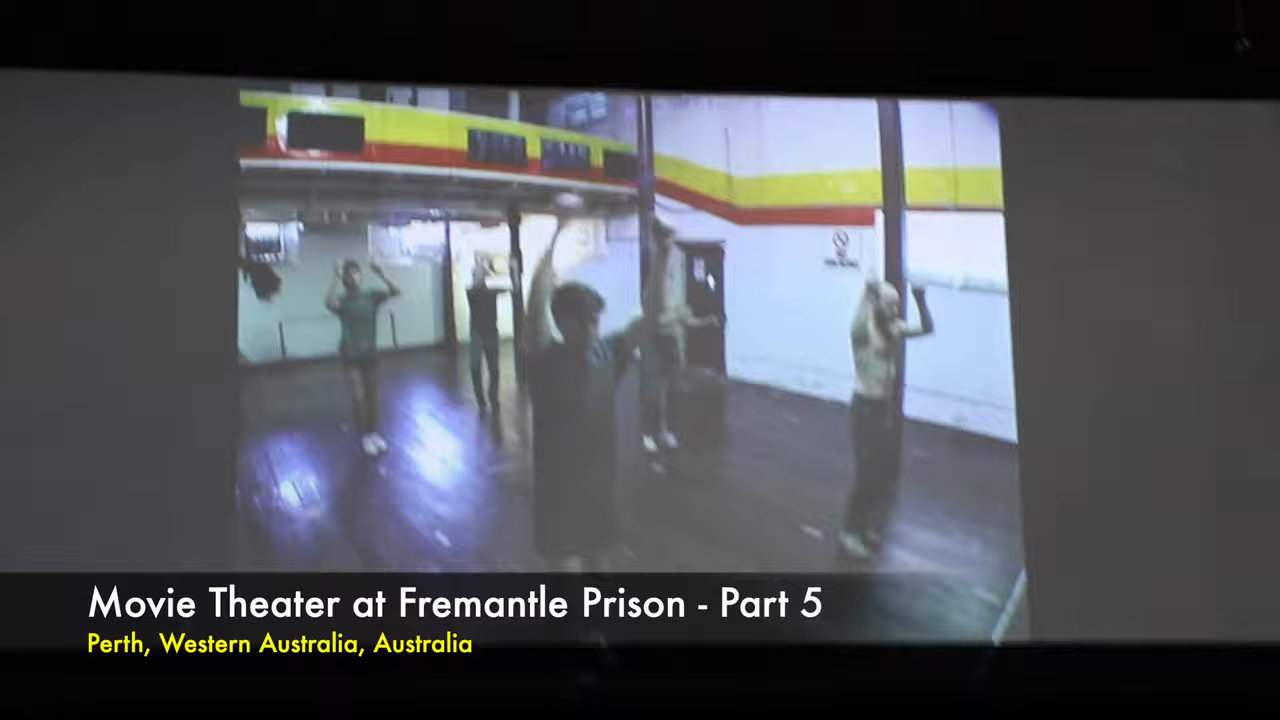 Movie Theater at Fremantle Prison - Part 5
Perth, Western Australia, Australia